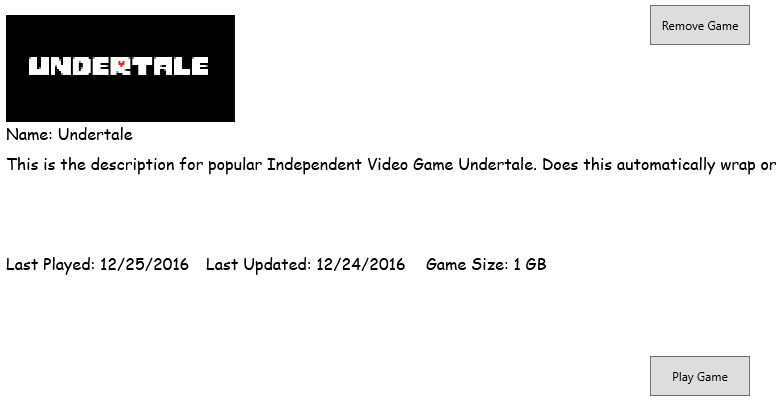 Remove Game
UNDERTALE
Name: Undertale
This is the description for popular Independent Video Game Undertale. Does this automatically wrap or
Last Played: 12/25/2016 Last Updated: 12/24/2016 Game Size: 1 GB
Play Game